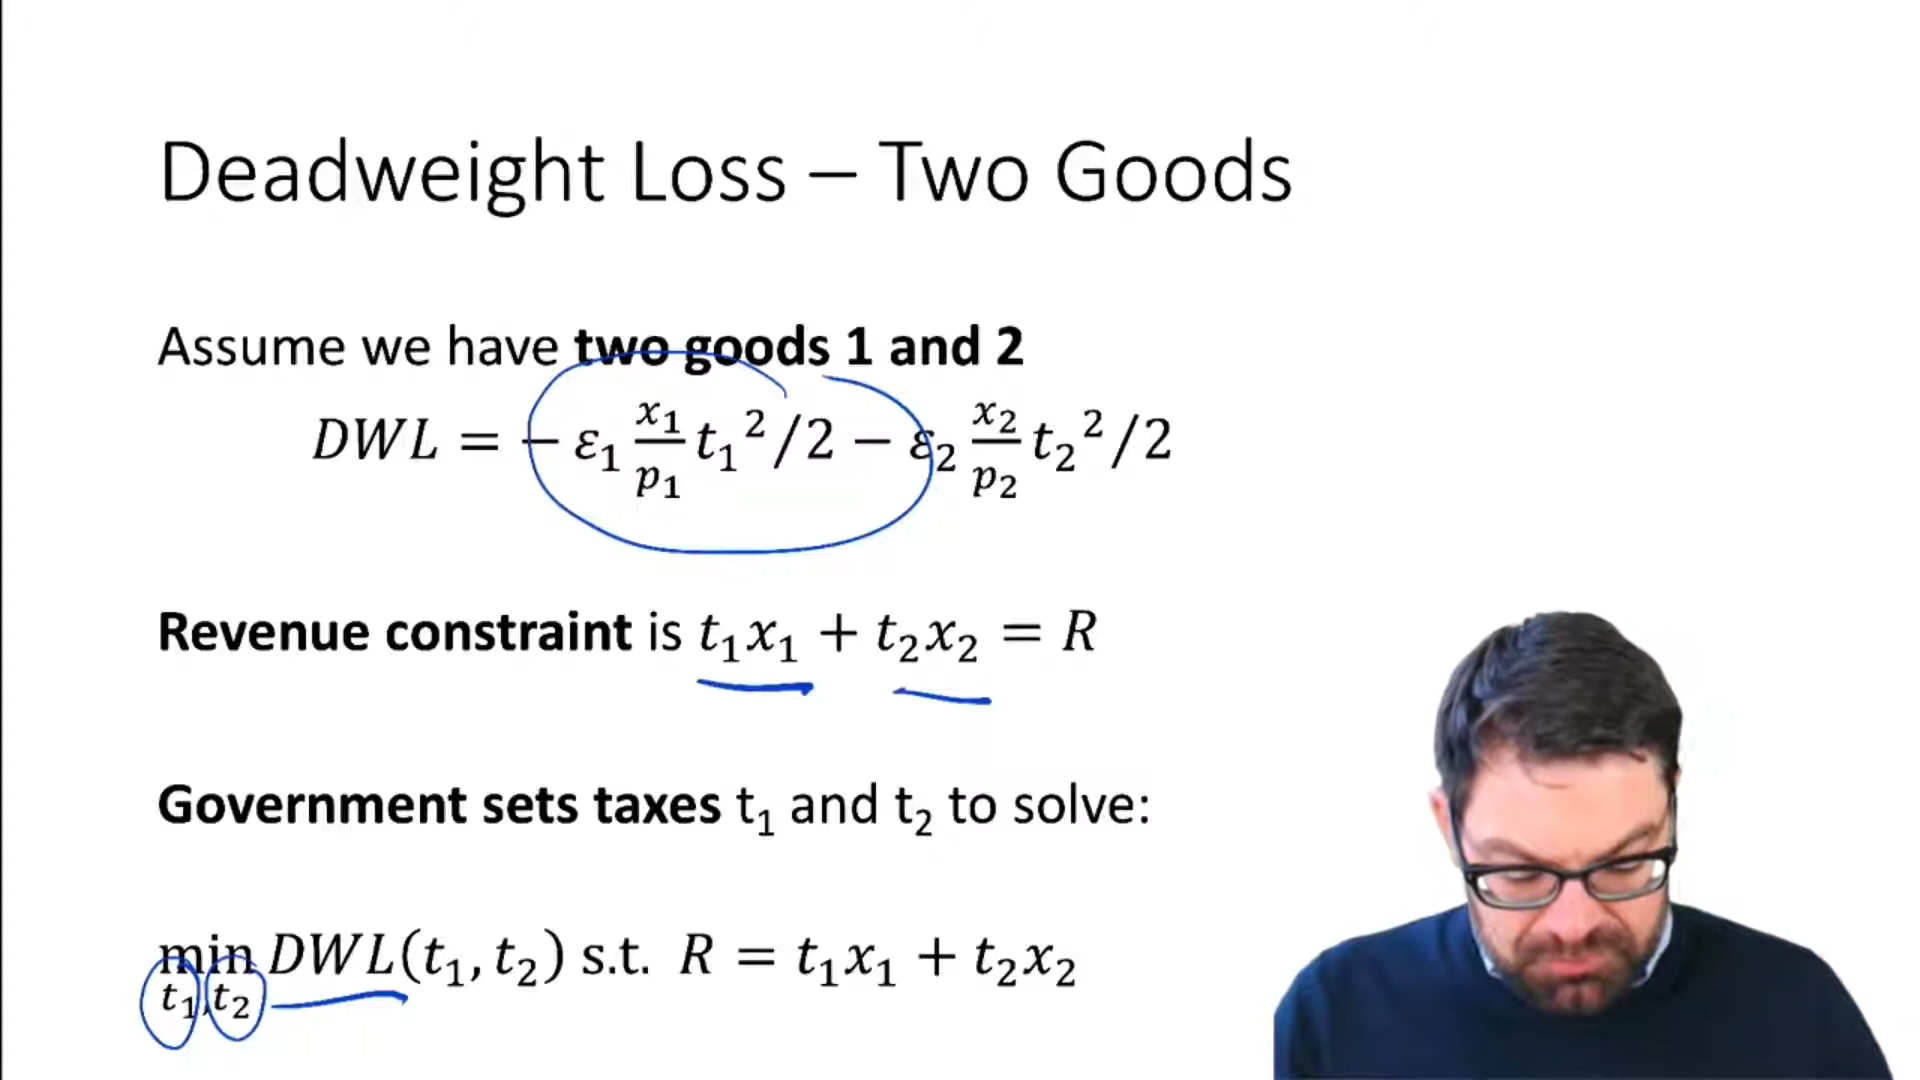 Deadweight Loss – Two Goods
Assume we have two goods 1 and 2
DWL = − ε₁ x₁/p₁ t₁²/2 − ε₂ x₂/p₂ t₂²/2
Revenue constraint is t₁x₁ + t₂x₂ = R
Government sets taxes t₁ and t₂ to solve:
min DWL(t₁, t₂) s.t. R = t₁x₁ + t₂x₂
t₁,t₂